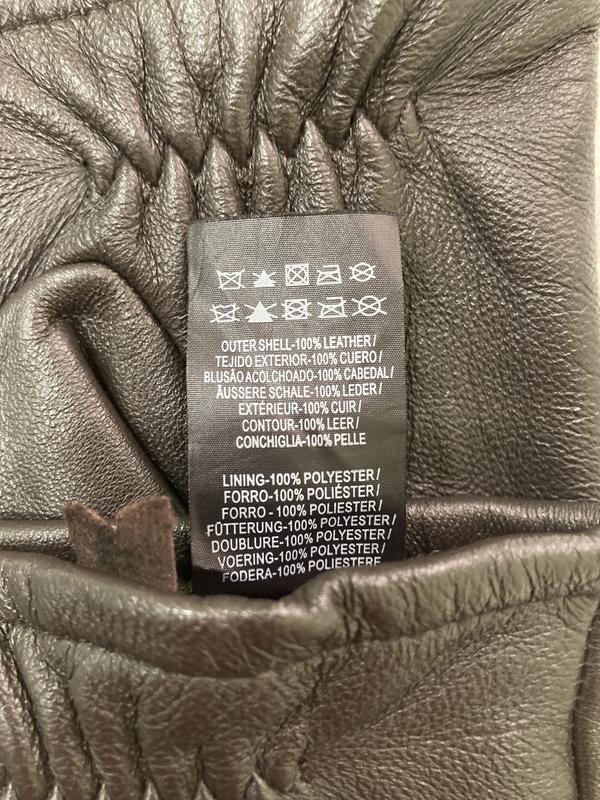 OUTER SHELL-100% LEATHER/
TEJIDO EXTERIOR-100% CUERO/
BLUSÃO ACOLCHOADO-100% CABEDAL/
ÄUSSERE SCHALE-100% LEDER/
EXTÉRIEUR-100% CUIR/
CONTOUR-100% LEER/
CONCHIGLIA-100% PELLE
LINING-100% POLYESTER/
FORRO-100% POLIÉSTER/
FORRO - 100% POLIÉSTER/
FÜTTERUNG-100% POLYESTER/
DOUBLURE-100% POLYESTER/
VOERING-100% POLYESTER/
FODERA-100% POLIESTERE